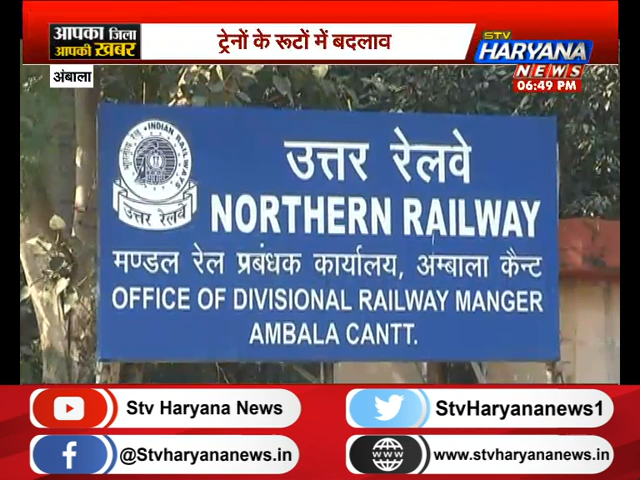 आपका जिला
आपकी ख़बर
ट्रेनों के रूटों में बदलाव
STV
HARYANA
NEWS
06:49 PM
अंबाला
INDIAN RAILWAYS
भारतीय रेल
उत्तर रेलवे
उत्तर रेलवे
NORTHERN RAILWAY
मण्डल रेल प्रबंधक कार्यालय, अम्बाला कैन्ट
OFFICE OF DIVISIONAL RAILWAY MANGER
AMBALA CANTT.
Stv Haryana News
StvHaryananews1
@Stvharyananews.in
www.stvharyananews.in